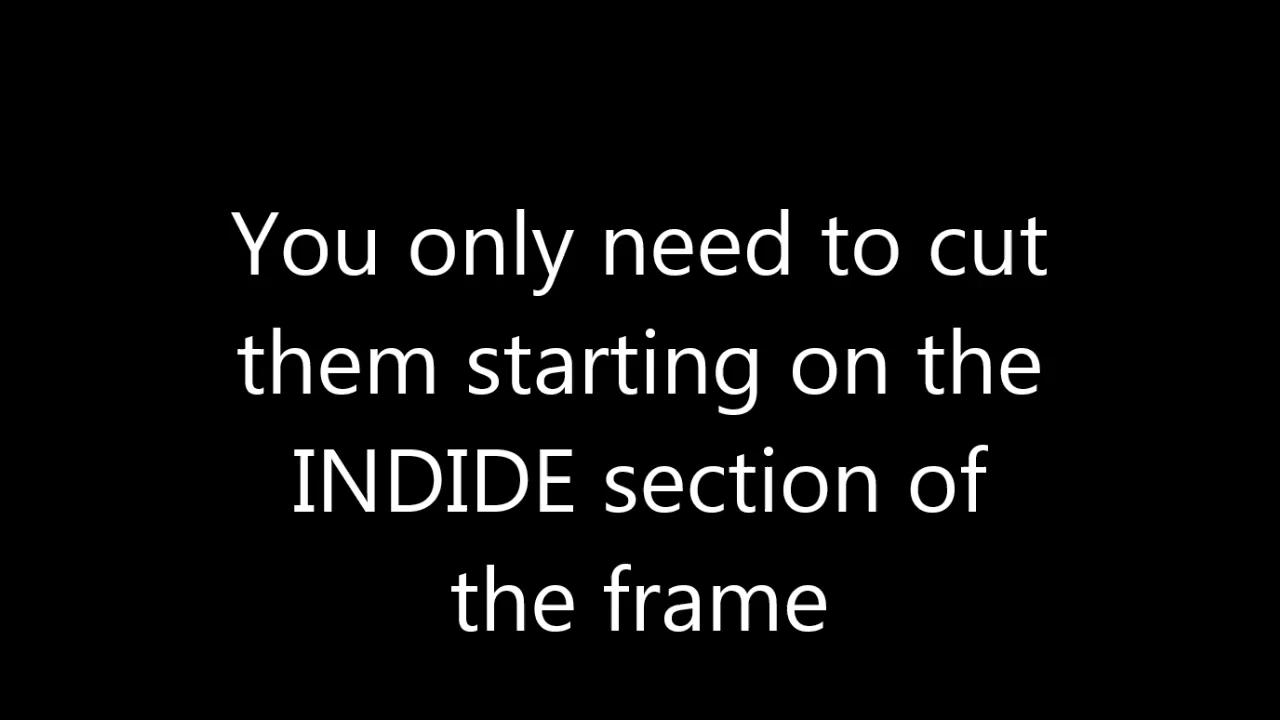 You only need to cut
them starting on the
INDIDE section of
the frame